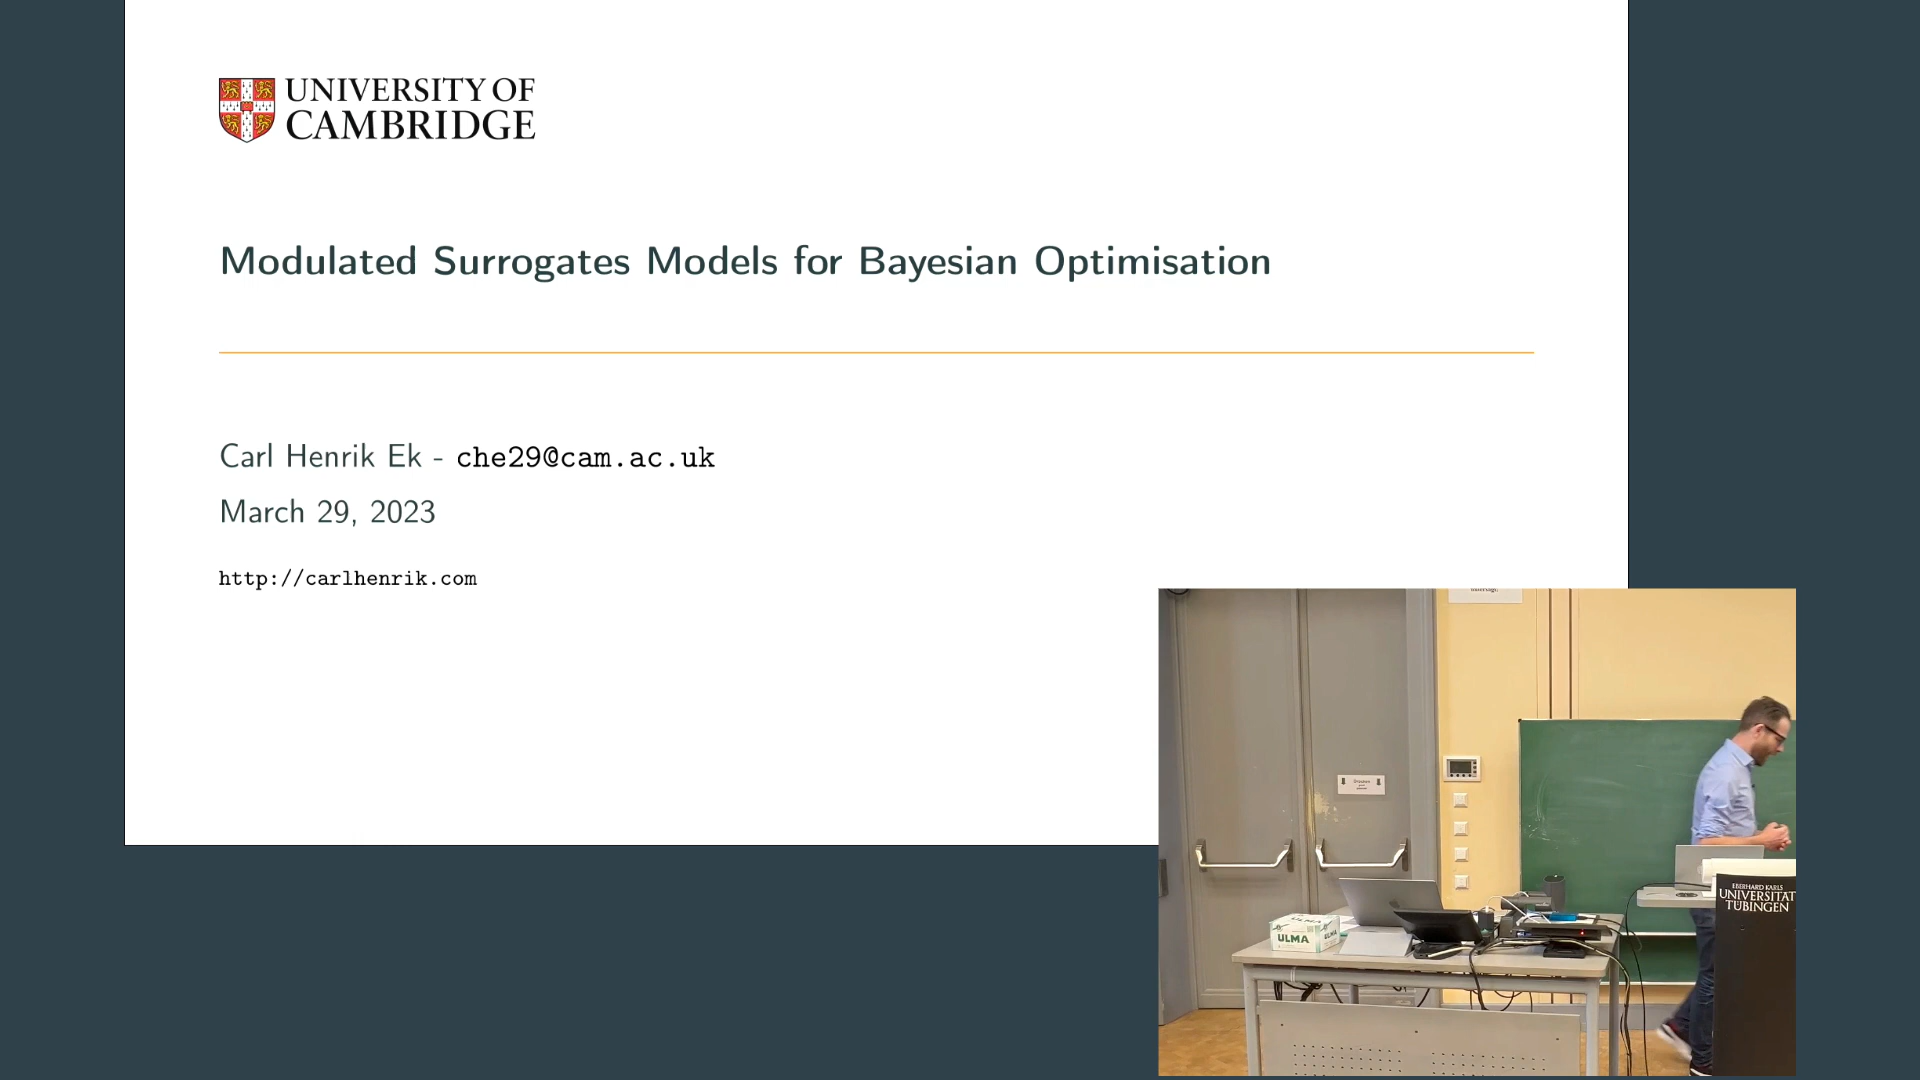 UNIVERSITY OF
CAMBRIDGE
Modulated Surrogates Models for Bayesian Optimisation
Carl Henrik Ek - che29@cam.ac.uk
March 29, 2023
http://carlhenrik.com
ULMA
ULMA
EBERHARD KARLS
UNIVERSITÄT
TÜBINGEN